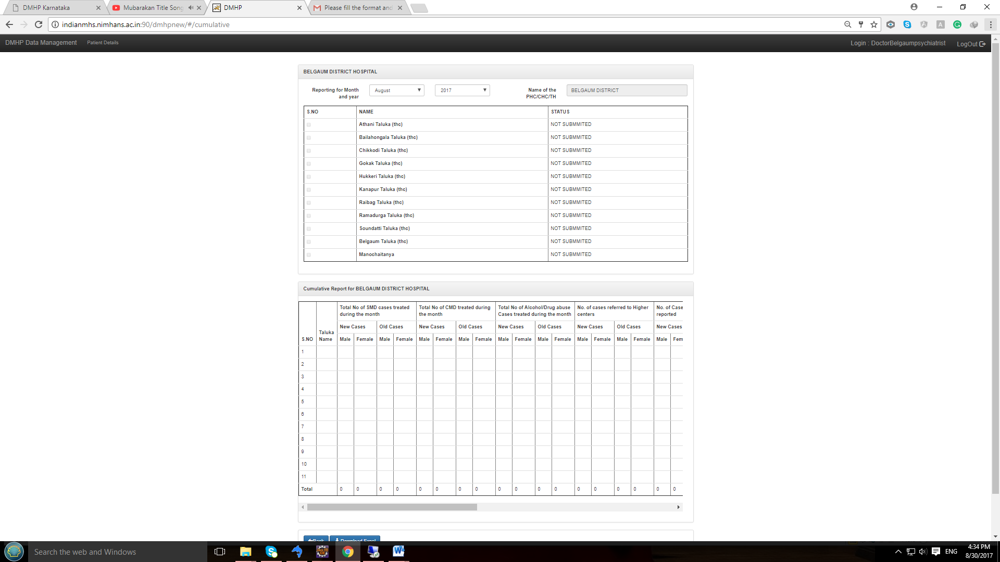 DMHP Karnataka
Mubarakan Title Song
DMHP
Please fill the format and
indianmhs.nimhans.ac.in:90/dmhpnew/#/cumulative
DMHP Data Management Patient Details Login : DoctorBelgaumpsychiatrist LogOut
BELGAUM DISTRICT HOSPITAL
Reporting for Month and year August 2017 Name of the PHC/CHC/TH BELGAUM DISTRICT
S.NO NAME STATUS
Athani Taluka (thc) NOT SUBMMITED
Bailahongala Taluka (thc) NOT SUBMMITED
Chikkodi Taluka (thc) NOT SUBMMITED
Gokak Taluka (thc) NOT SUBMMITED
Hukkeri Taluka (thc) NOT SUBMMITED
Kanapur Taluka (thc) NOT SUBMMITED
Raibag Taluka (thc) NOT SUBMMITED
Ramadurga Taluka (thc) NOT SUBMMITED
Soundatti Taluka (thc) NOT SUBMMITED
Belgaum Taluka (thc) NOT SUBMMITED
Manochaitanya NOT SUBMMITED
Cumulative Report for BELGAUM DISTRICT HOSPITAL
Total No of SMD cases treated during the month Total No of CMD treated during the month Total No of Alcohol/Drug abuse Cases treated during the month No. of cases referred to Higher centers No. of Case reported
New Cases Old Cases New Cases Old Cases New Cases Old Cases New Cases Old Cases New Cases
S.NO Taluka Name Male Female Male Female Male Female Male Female Male Female Male Female Male Female Male Female Male Fem
1
2
3
4
5
6
7
8
9
10
11
Total 0 0 0 0 0 0 0 0 0 0 0 0 0 0 0 0 0 0
Back Download Excel
Search the web and Windows
ENG
4:34 PM
8/30/2017